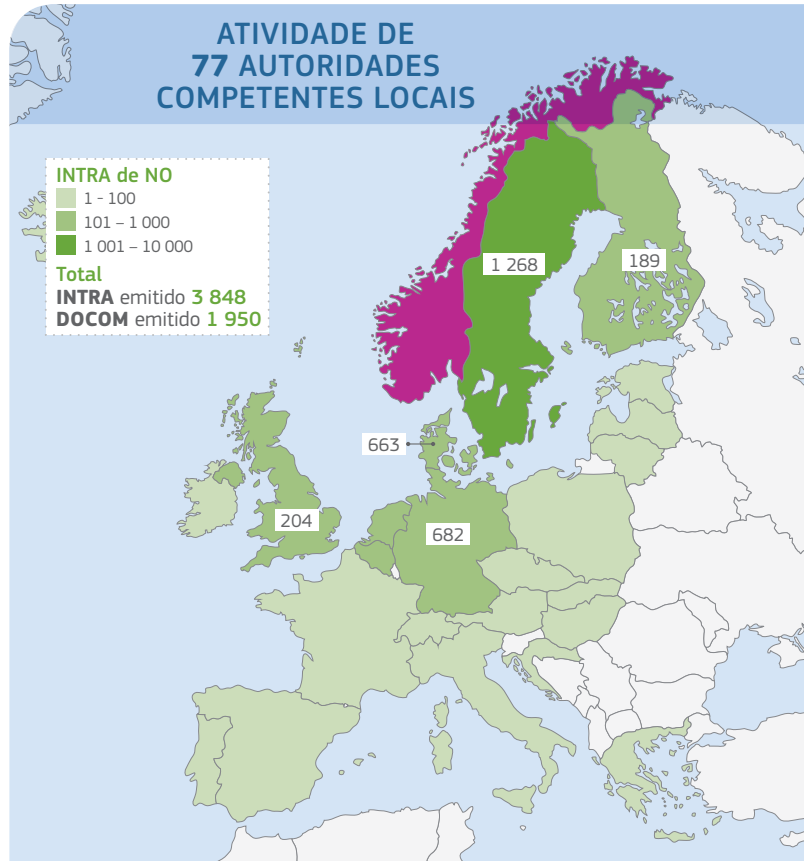 ATIVIDADE DE
77 AUTORIDADES
COMPETENTES LOCAIS
INTRA de NO
1 - 100
101 – 1 000
1 001 – 10 000
Total
INTRA emitido 3 848
DOCOM emitido 1 950
1 268
189
663
204
682